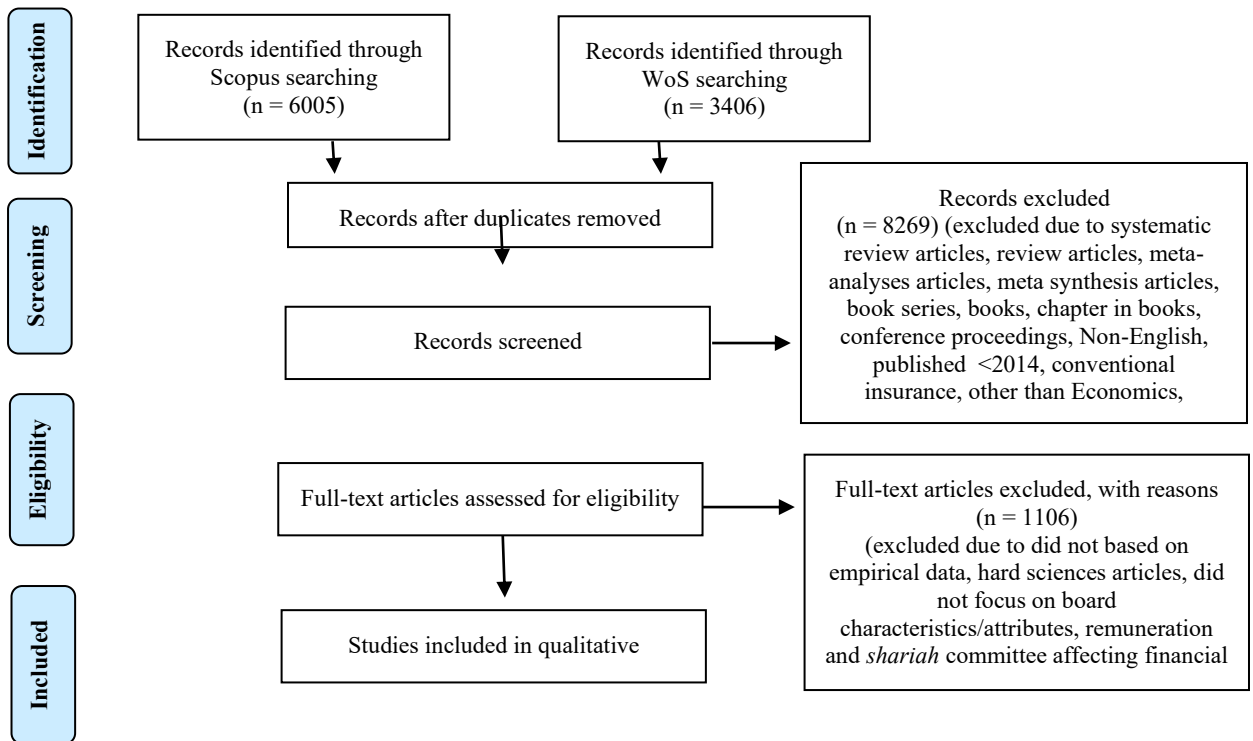 Identification
Records identified through
Scopus searching
(n = 6005)
Records identified through
WoS searching
(n = 3406)
Screening
Records after duplicates removed
Records screened
Records excluded
(n = 8269) (excluded due to systematic
review articles, review articles, meta-
analyses articles, meta synthesis articles,
book series, books, chapter in books,
conference proceedings, Non-English,
published <2014, conventional
insurance, other than Economics,
Eligibility
Full-text articles assessed for eligibility
Full-text articles excluded, with reasons
(n = 1106)
(excluded due to did not based on
empirical data, hard sciences articles, did
not focus on board
characteristics/attributes, remuneration
and shariah committee affecting financial
Included
Studies included in qualitative